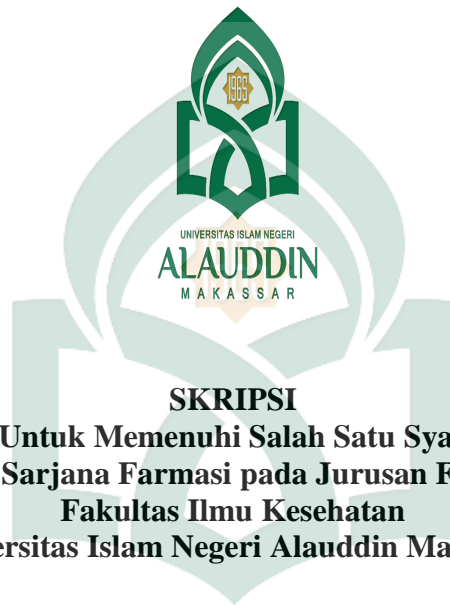 1965
UNIVERSITAS ISLAM NEGERI
ALAUDDIN
MAKASSAR
SKRIPSI
Untuk Memenuhi Salah Satu Sya
Sarjana Farmasi pada Jurusan F
Fakultas Ilmu Kesehatan
ersitas Islam Negeri Alauddin Ma